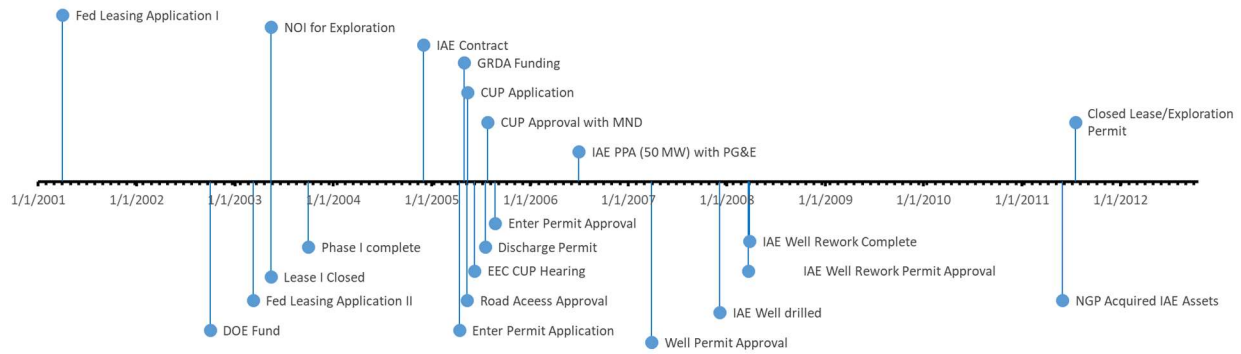 Fed Leasing Application I
NOI for Exploration
IAE Contract
GRDA Funding
CUP Application
CUP Approval with MND
Closed Lease/Exploration
Permit
IAE PPA (50 MW) with PG&E
1/1/2001 1/1/2002 1/1/2003 1/1/2004 1/1/2005 1/1/2006 1/1/2007 1/1/2008 1/1/2009 1/1/2010 1/1/2011 1/1/2012
Enter Permit Approval
IAE Well Rework Complete
Phase I complete
Discharge Permit
EEC CUP Hearing
IAE Well Rework Permit Approval
Lease I Closed
Fed Leasing Application II
Road Aceess Approval
NGP Acquired IAE Assets
IAE Well drilled
DOE Fund
Enter Permit Application
Well Permit Approval